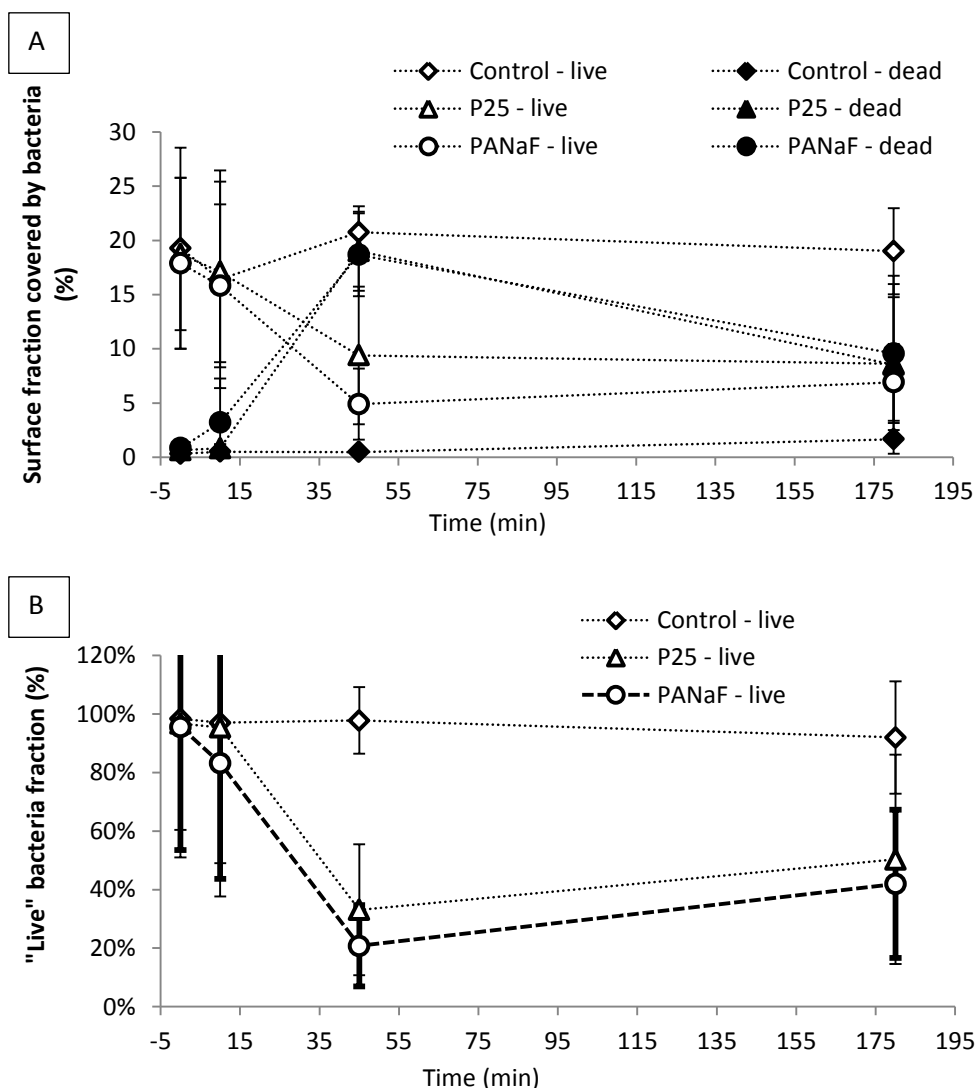 A
Control - live
Control - dead
P25 - live
P25 - dead
PANaF - live
PANaF - dead
Surface fraction covered by bacteria
(%)
30
25
20
15
10
5
0
-5 15 35 55 75 95 115 135 155 175 195
Time (min)
B
Control - live
P25 - live
PANaF - live
"Live" bacteria fraction (%)
120%
100%
80%
60%
40%
20%
0%
-5 15 35 55 75 95 115 135 155 175 195
Time (min)